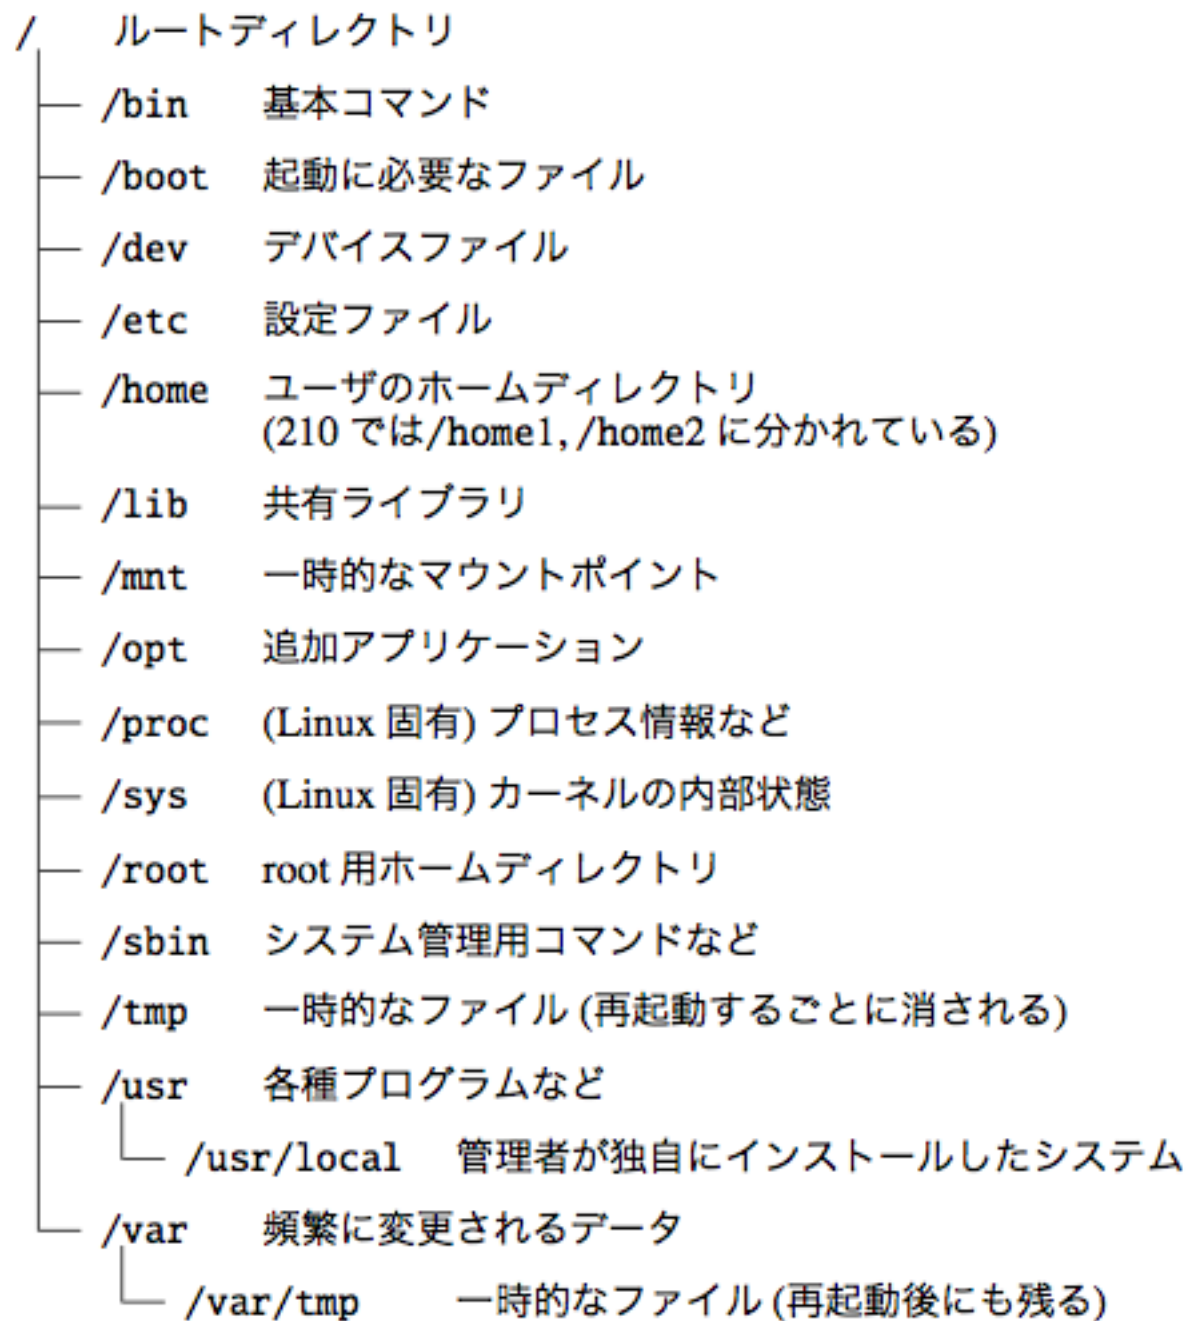 / ルートディレクトリ
/bin 基本コマンド
/boot 起動に必要なファイル
/dev デバイスファイル
/etc 設定ファイル
/home ユーザのホームディレクトリ
(210 では/home1,/home2 に分かれている)
/lib 共有ライブラリ
/mnt 一時的なマウントポイント
/opt 追加アプリケーション
/proc (Linux 固有) プロセス情報など
/sys (Linux 固有) カーネルの内部状態
/root root 用ホームディレクトリ
/sbin システム管理用コマンドなど
/tmp 一時的なファイル (再起動するごとに消される)
/usr 各種プログラムなど
/usr/local 管理者が独自にインストールしたシステム
/var 頻繁に変更されるデータ
/var/tmp 一時的なファイル (再起動後にも残る)